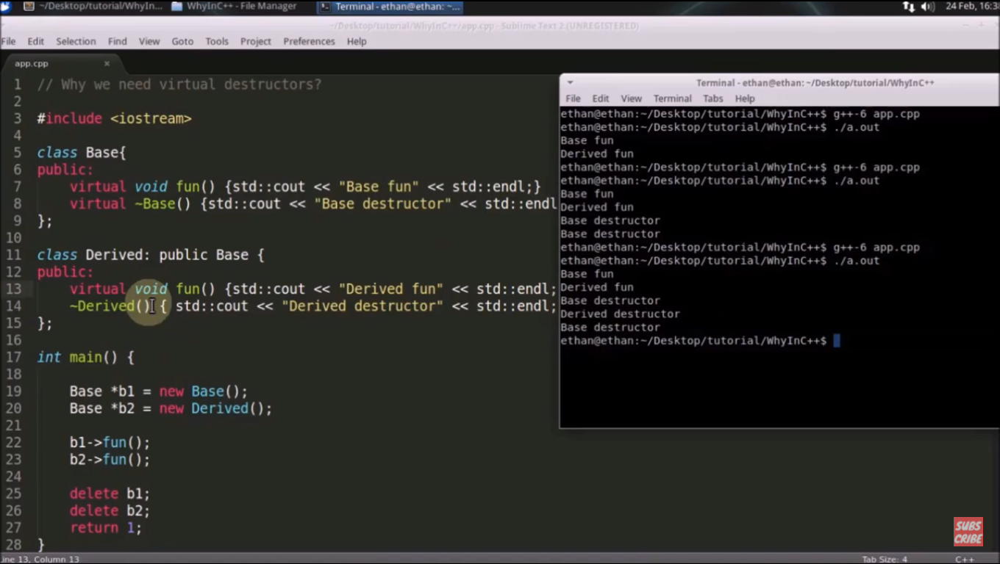 ~/Desktop/tutorial/WhyIn... WhyInC++ - File Manager Terminal - ethan@ethan: ~... 24 Feb, 16:38
~/Desktop/tutorial/WhyInC++/app.cpp - Sublime Text 2 (UNREGISTERED)
File Edit Selection Find View Goto Tools Project Preferences Help
app.cpp ×
1 // Why we need virtual destructors?
2
3 #include <iostream>
4
5 class Base{
6 public:
7 virtual void fun() {std::cout << "Base fun" << std::endl;}
8 virtual ~Base() {std::cout << "Base destructor" << std::endl
9 };
10
11 class Derived: public Base {
12 public:
13 virtual void fun() {std::cout << "Derived fun" << std::endl;
14 ~Derived() { std::cout << "Derived destructor" << std::endl;
15 };
16
17 int main() {
18
19 Base *b1 = new Base();
20 Base *b2 = new Derived();
21
22 b1->fun();
23 b2->fun();
24
25 delete b1;
26 delete b2;
27 return 1;
28 }
Terminal - ethan@ethan: ~/Desktop/tutorial/WhyInC++
File Edit View Terminal Tabs Help
ethan@ethan:~/Desktop/tutorial/WhyInC++$ g++-6 app.cpp
ethan@ethan:~/Desktop/tutorial/WhyInC++$ ./a.out
Base fun
Derived fun
ethan@ethan:~/Desktop/tutorial/WhyInC++$ g++-6 app.cpp
ethan@ethan:~/Desktop/tutorial/WhyInC++$ ./a.out
Base fun
Derived fun
Base destructor
Base destructor
ethan@ethan:~/Desktop/tutorial/WhyInC++$ g++-6 app.cpp
ethan@ethan:~/Desktop/tutorial/WhyInC++$ ./a.out
Base fun
Derived fun
Base destructor
Derived destructor
Base destructor
ethan@ethan:~/Desktop/tutorial/WhyInC++$
SUBS
CRIBE
ine 13, Column 13 Tab Size: 4 C++